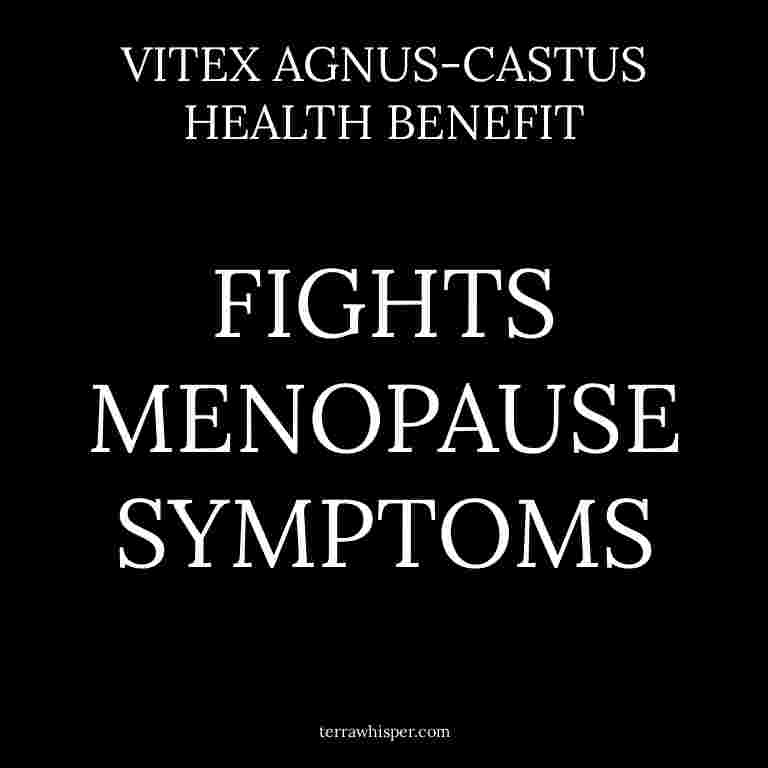 VITEX AGNUS-CASTUS
HEALTH BENEFIT
FIGHTS
MENOPAUSE
SYMPTOMS
terrawhisper.com